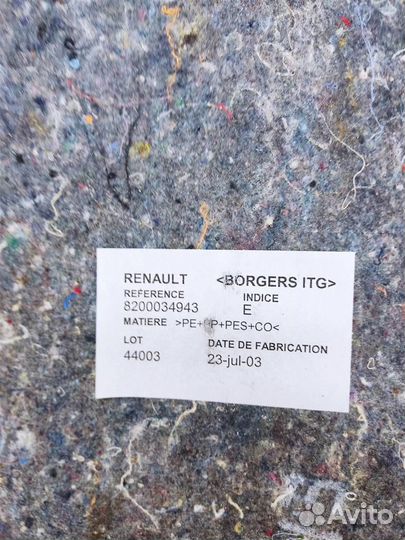 RENAULT <BORGERS ITG>
REFERENCE INDICE
8200034943 E
MATIERE >PE+ P+PES+CO<
LOT DATE DE FABRICATION
44003 23-jul-03
Avito